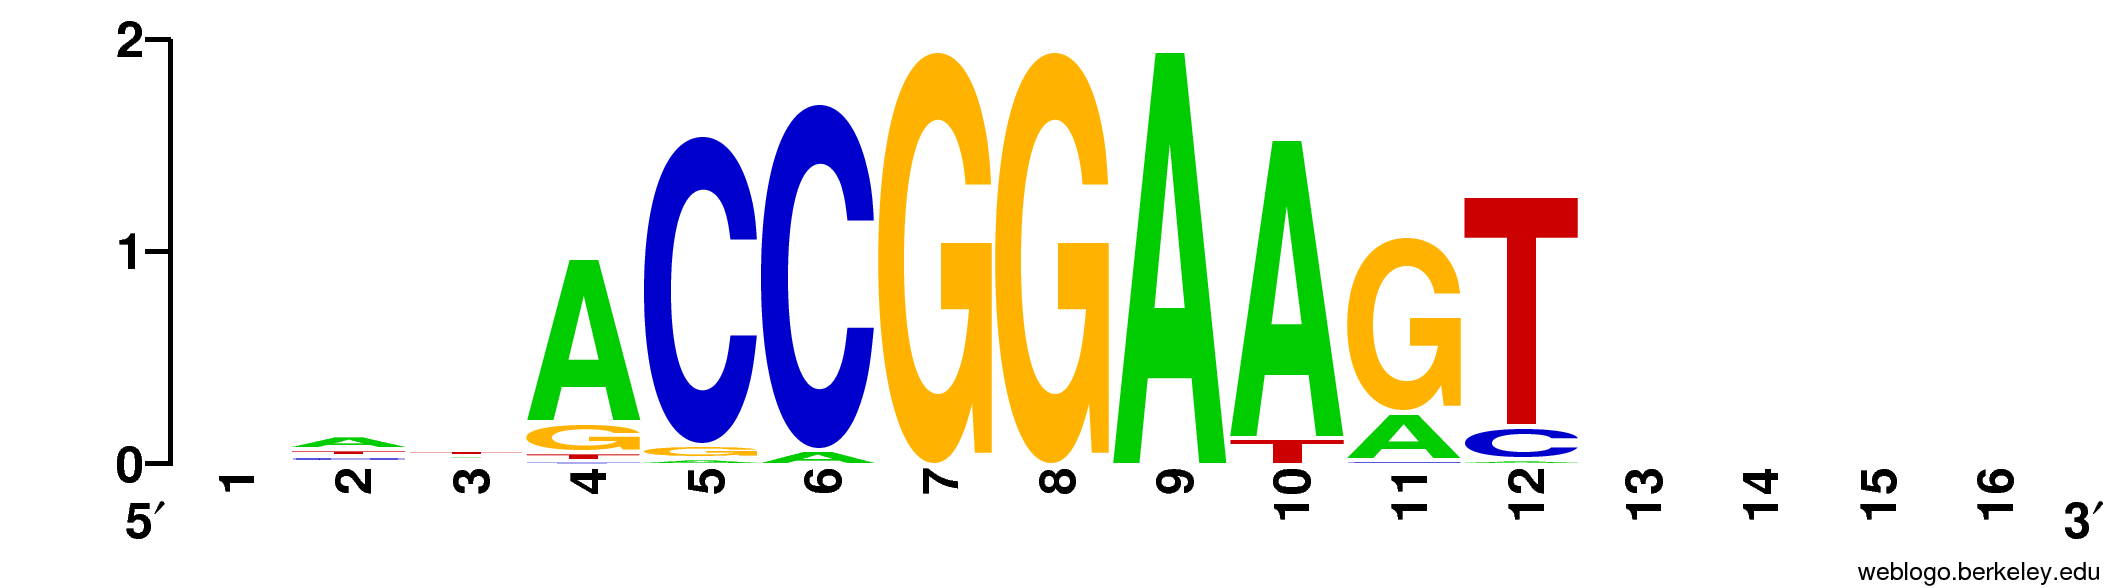 2
1
0
ACCGGAAGT
A G G A T A C
T T
1 2 3 4 5 6 7 8 9 10 11 12 13 14 15 16
5′ 3′
weblogo.berkeley.edu